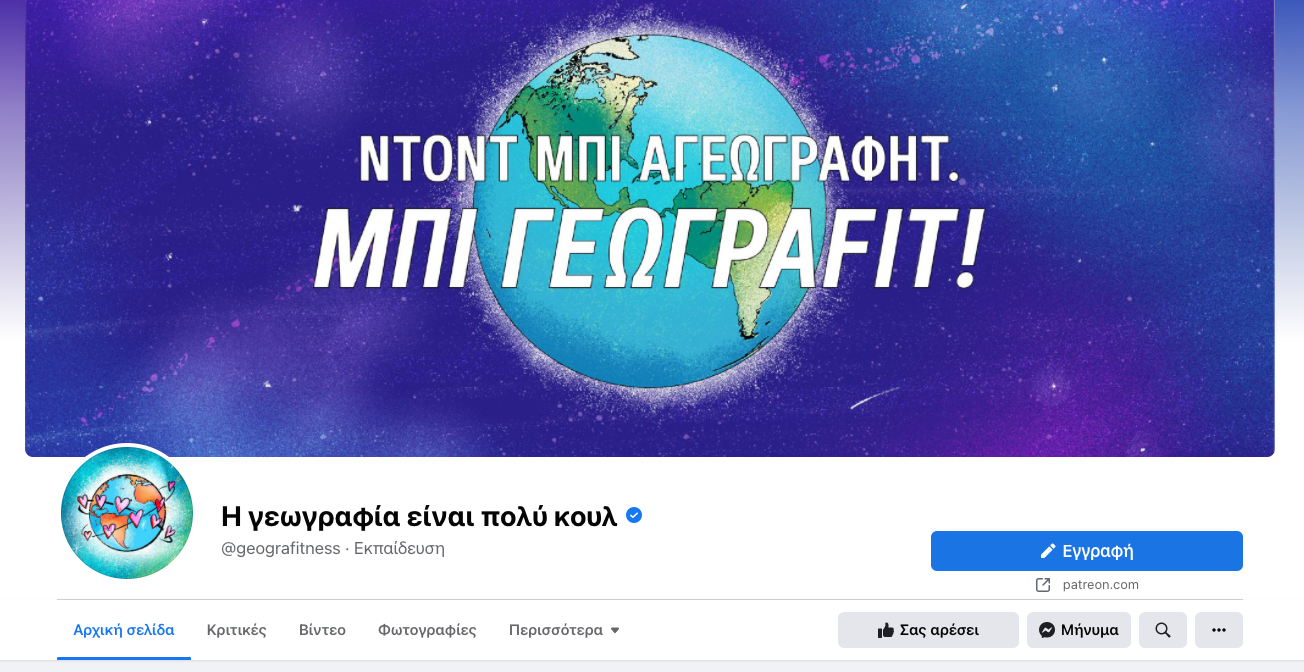 ΝΤΟΝΤ ΜΠΙ ΑΓΕΩΓΡΑΦΗΤ.
ΜΠΙ ΓΕΩΓΡΑFIT!
Η γεωγραφία είναι πολύ κουλ
@geografitness · Εκπαίδευση
Εγγραφή
patreon.com
Αρχική σελίδα Κριτικές Βίντεο Φωτογραφίες Περισσότερα Σας αρέσει Μήνυμα